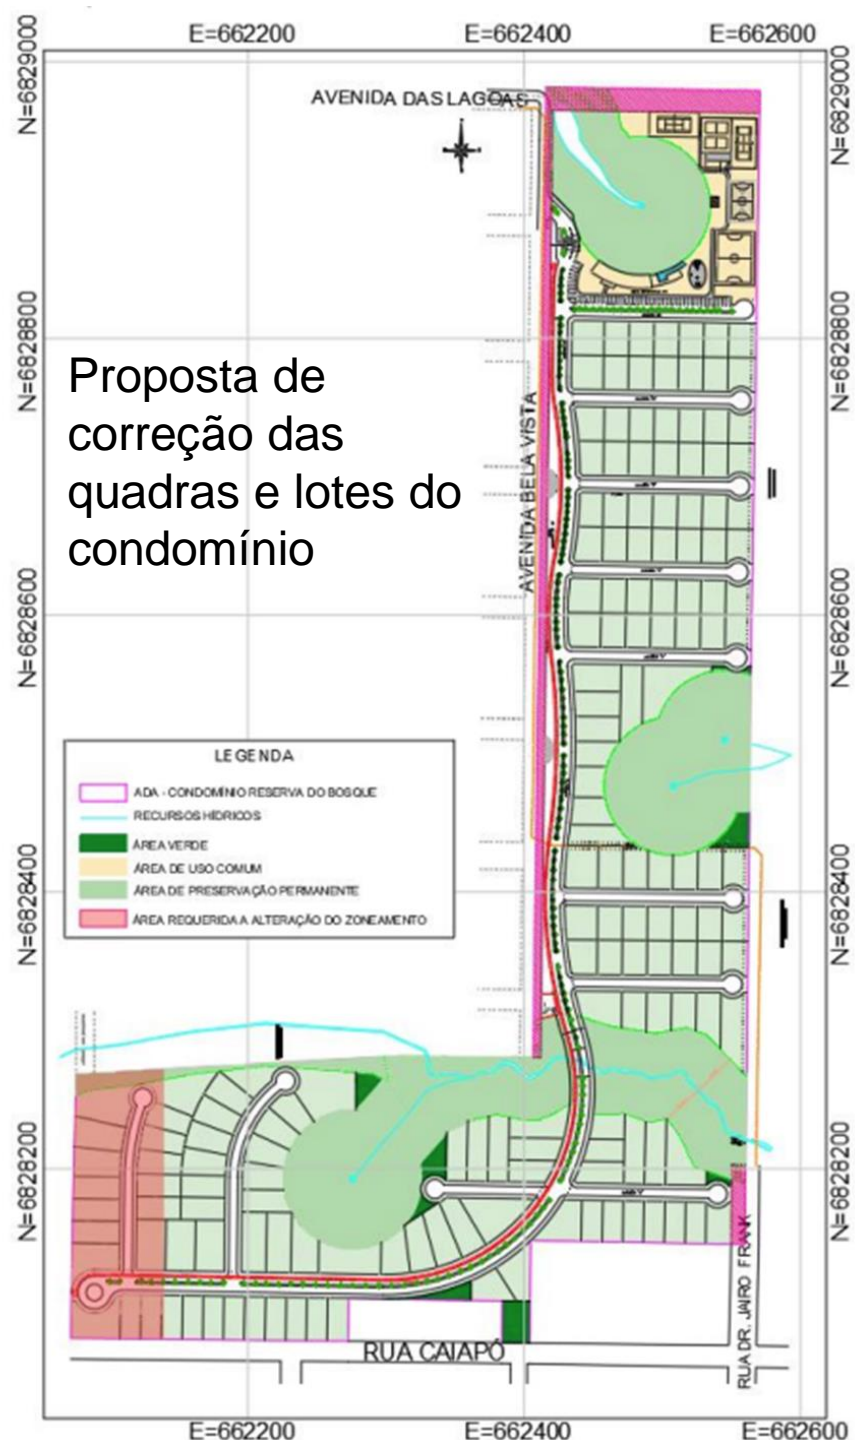 E=662200 E=662400 E=662600
N=6829000
N=6829000
AVENIDA DAS LAGOAS
N=6828800
N=6828800
Proposta de
correção das
quadras e lotes do
condomínio
AVENIDA BELA VISTA
N=6828600
N=6828600
LEGENDA
ADA - CONDOMÍNIO RESERVA DO BOSQUE
RECURSOS HÍDRICOS
ÁREA VERDE
ÁREA DE USO COMUM
ÁREA DE PRESERVAÇÃO PERMANENTE
ÁREA REQUERIDA A ALTERAÇÃO DO ZONEAMENTO
N=6828400
N=6828400
N=6828200
N=6828200
RUA DR. JAIRO FRANK
RUA CAIAPÓ
E=662200 E=662400 E=662600